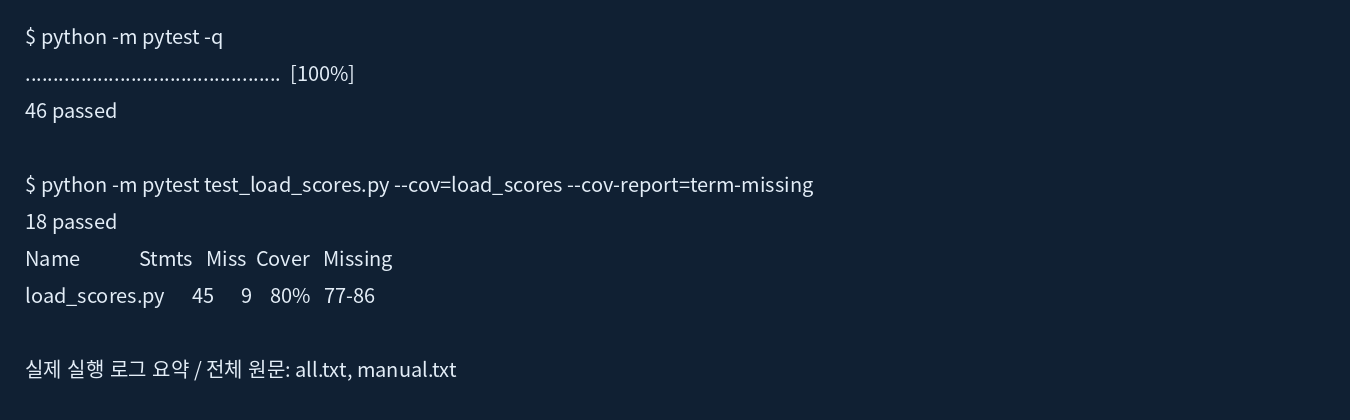 $ python -m pytest -q
.............................................. [100%]
46 passed
$ python -m pytest test_load_scores.py --cov=load_scores --cov-report=term-missing
18 passed
Name Stmts Miss Cover Missing
load_scores.py 45 9 80% 77-86
실제 실행 로그 요약 / 전체 원문: all.txt, manual.txt